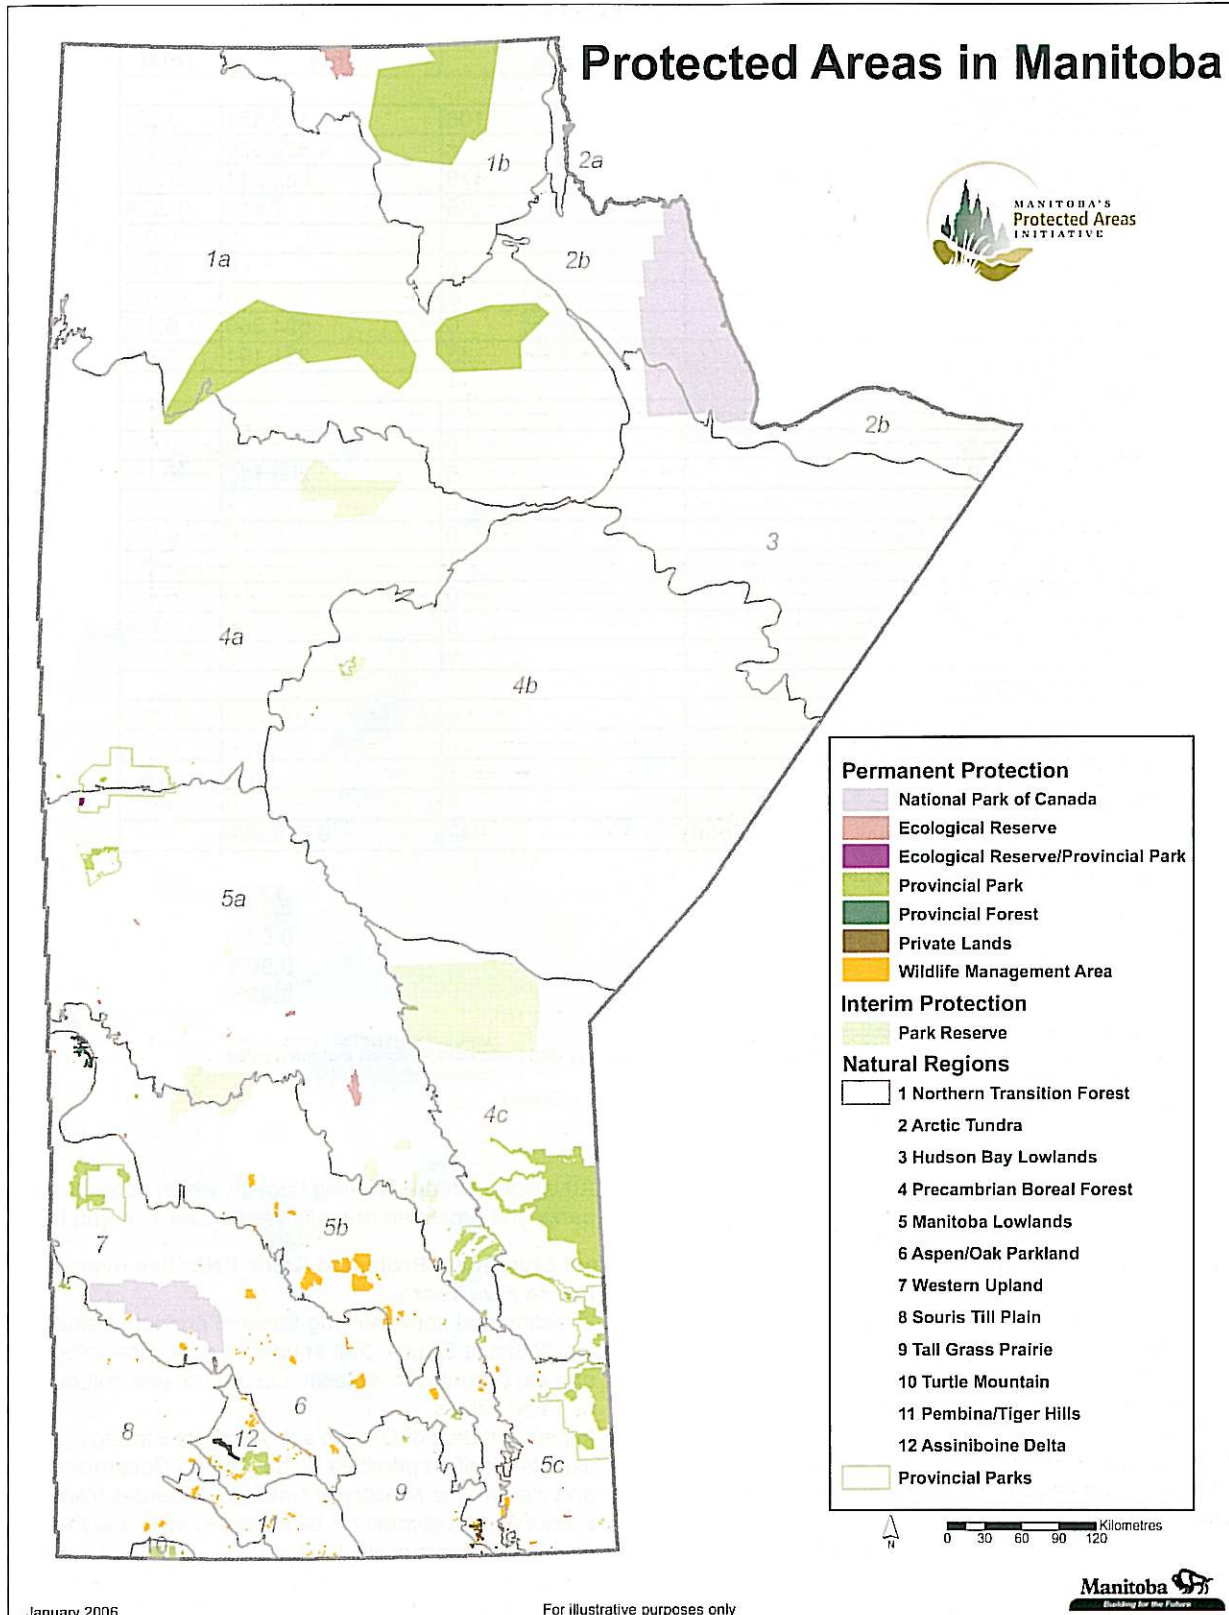 Protected Areas in Manitoba
MANITOBA'S
Protected Areas
INITIATIVE
1b
2a
1a
2b
2b
3
4a
4b
5a
4c
5b
7
6
8
12
9
5c
11
10
Permanent Protection
National Park of Canada
Ecological Reserve
Ecological Reserve/Provincial Park
Provincial Park
Provincial Forest
Private Lands
Wildlife Management Area
Interim Protection
Park Reserve
Natural Regions
1 Northern Transition Forest
2 Arctic Tundra
3 Hudson Bay Lowlands
4 Precambrian Boreal Forest
5 Manitoba Lowlands
6 Aspen/Oak Parkland
7 Western Upland
8 Souris Till Plain
9 Tall Grass Prairie
10 Turtle Mountain
11 Pembina/Tiger Hills
12 Assiniboine Delta
Provincial Parks
N
Kilometres
0 30 60 90 120
Manitoba
Building for the Future
January 2006
For illustrative purposes only